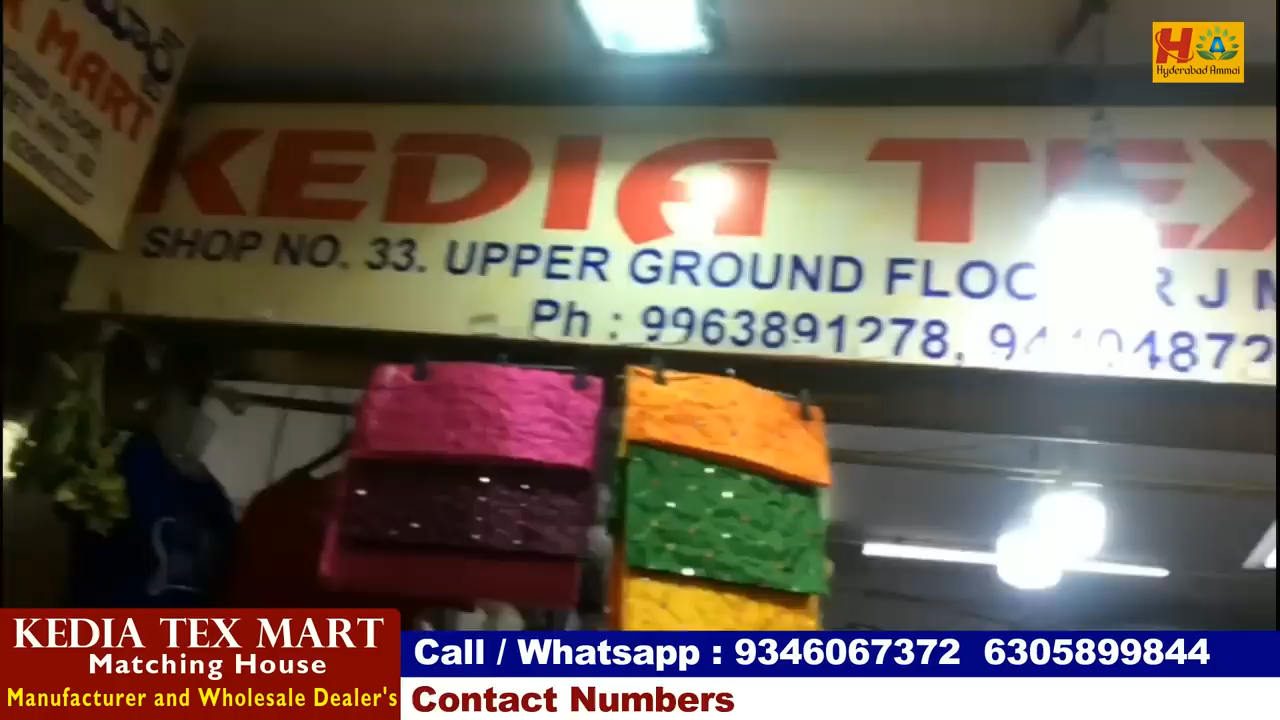 Hyderabad Ammai
MART
KEDIA TEX
SHOP NO. 33. UPPER GROUND FLOO R J M
Ph :
KEDIA TEX MART
Matching House
Manufacturer and Wholesale Dealer's
Call / Whatsapp : 9346067372 6305899844
Contact Numbers